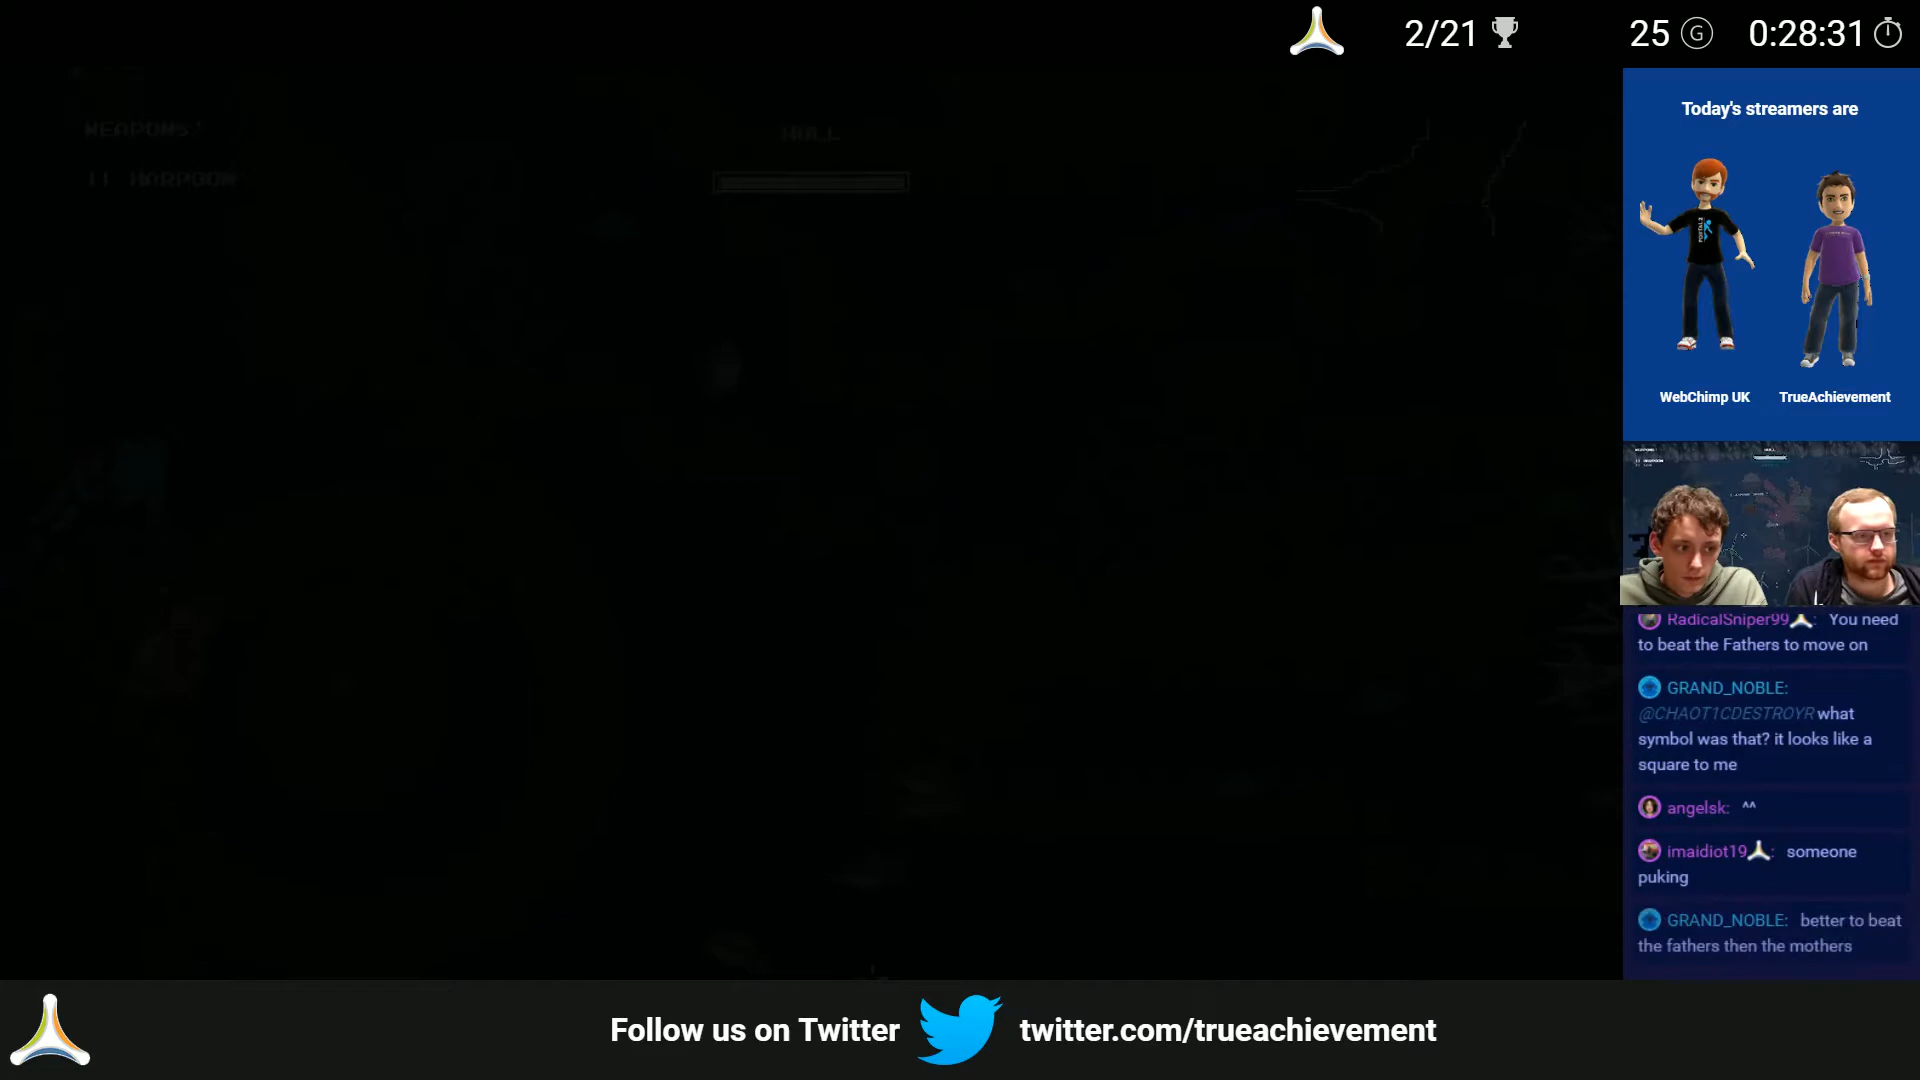 2/21
25 G
0:28:31
WEAPONS:
HULL
HARPOON
Today's streamers are
WebChimp UK
TrueAchievement
RadicalSniper99: You need
to beat the Fathers to move on
GRAND_NOBLE:
@CHAOT1CDESTROYR what
symbol was that? it looks like a
square to me
angelsk: ^^
imaidiot19: someone
puking
GRAND_NOBLE: better to beat
the fathers then the mothers
Follow us on Twitter
twitter.com/trueachievement